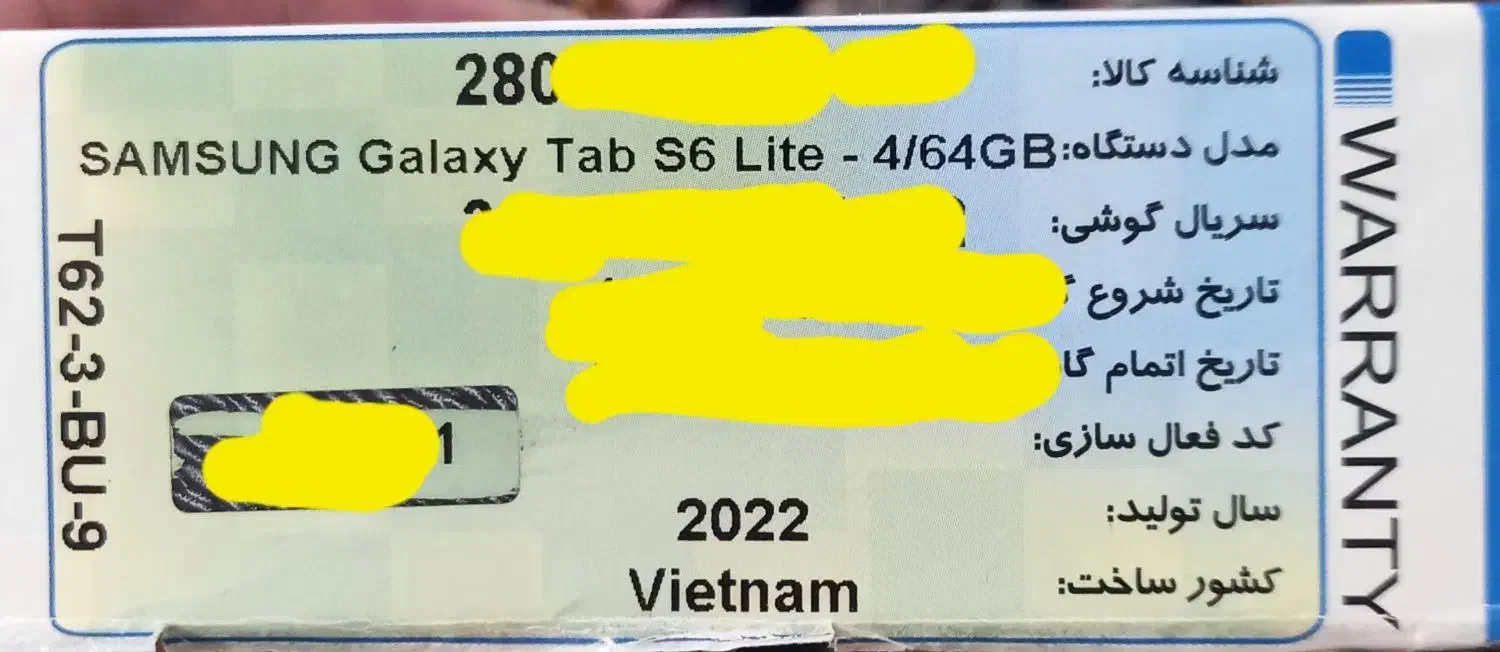 شناسه کالا: 280
مدل دستگاه: SAMSUNG Galaxy Tab S6 Lite - 4/64GB
سریال گوشی:
تاریخ شروع
تاریخ اتمام
کد فعال سازی: 1
سال تولید: 2022
کشور ساخت: Vietnam
T62-3-BU-9
WARRANTY